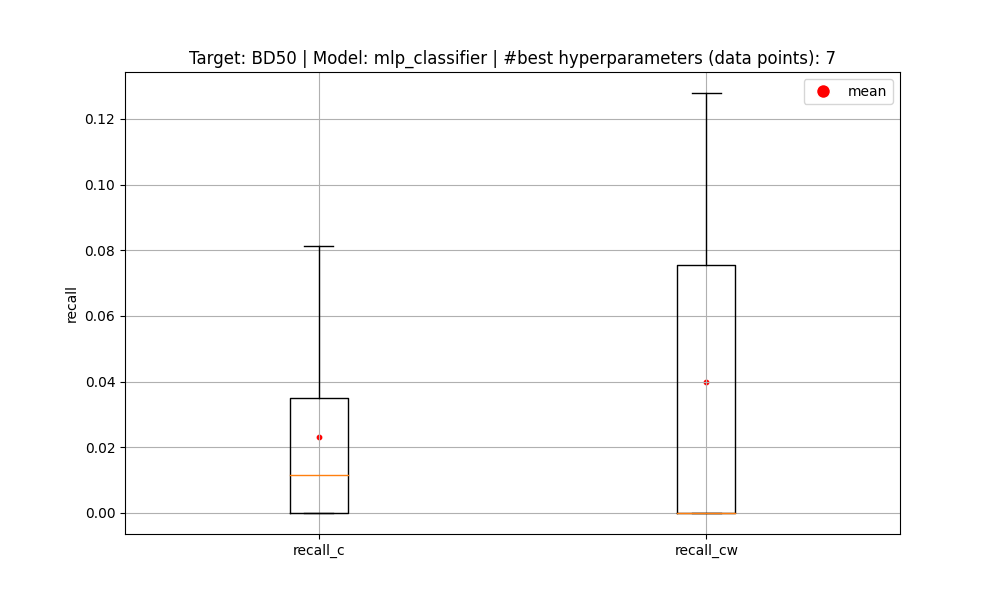 Target: BD50 | Model: mlp_classifier | #best hyperparameters (data points): 7
mean
0.12
0.10
0.08
0.06
0.04
0.02
0.00
recall
recall_c
recall_cw